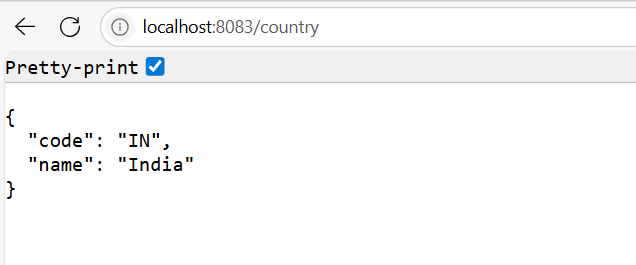 localhost:8083/country
Pretty-print
{
  "code": "IN",
  "name": "India"
}